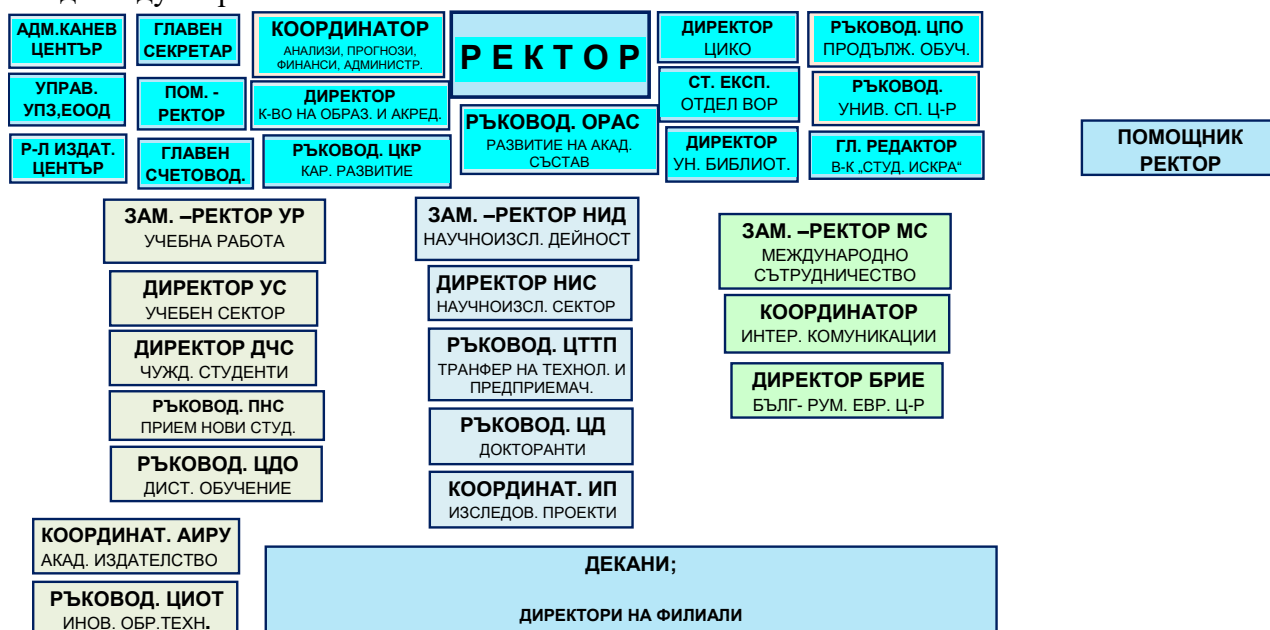 АДМ.КАНЕВ
ЦЕНТЪР
ГЛАВЕН
СЕКРЕТАР
КООРДИНАТОР
АНАЛИЗИ, ПРОГНОЗИ,
ФИНАНСИ, АДМИНИСТР.
Р Е К Т О Р
ДИРЕКТОР
ЦИКО
РЪКОВОД. ЦПО
ПРОДЪЛЖ. ОБУЧ.
УПРАВ.
УПЗ,ЕООД
ПОМ. -
РЕКТОР
ДИРЕКТОР
К-ВО НА ОБРАЗ. И АКРЕД.
СТ. ЕКСП.
ОТДЕЛ ВОР
РЪКОВОД.
УНИВ. СП. Ц-Р
Р-Л ИЗДАТ.
ЦЕНТЪР
ГЛАВЕН
СЧЕТОВОД.
РЪКОВОД. ЦКР
КАР. РАЗВИТИЕ
РЪКОВОД. ОРАС
РАЗВИТИЕ НА АКАД.
СЪСТАВ
ДИРЕКТОР
УН. БИБЛИОТ.
ГЛ. РЕДАКТОР
В-К „СТУД. ИСКРА“
ПОМОЩНИК
РЕКТОР
ЗАМ. –РЕКТОР УР
УЧЕБНА РАБОТА
ДИРЕКТОР УС
УЧЕБЕН СЕКТОР
ДИРЕКТОР ДЧС
ЧУЖД. СТУДЕНТИ
РЪКОВОД. ПНС
ПРИЕМ НОВИ СТУД.
РЪКОВОД. ЦДО
ДИСТ. ОБУЧЕНИЕ
КООРДИНАТ. АИРУ
АКАД. ИЗДАТЕЛСТВО
РЪКОВОД. ЦИОТ
ИНОВ. ОБР.ТЕХН.
ЗАМ. –РЕКТОР НИД
НАУЧНОИЗСЛ. ДЕЙНОСТ
ДИРЕКТОР НИС
НАУЧНОИЗСЛ. СЕКТОР
РЪКОВОД. ЦТТП
ТРАНФЕР НА ТЕХНОЛ. И
ПРЕДПРИЕМАЧ.
РЪКОВОД. ЦД
ДОКТОРАНТИ
КООРДИНАТ. ИП
ИЗСЛЕДОВ. ПРОЕКТИ
ЗАМ. –РЕКТОР МС
МЕЖДУНАРОДНО
СЪТРУДНИЧЕСТВО
КООРДИНАТОР
ИНТЕР. КОМУНИКАЦИИ
ДИРЕКТОР БРИЕ
БЪЛГ- РУМ. ЕВР. Ц-Р
ДЕКАНИ;
ДИРЕКТОРИ НА ФИЛИАЛИ